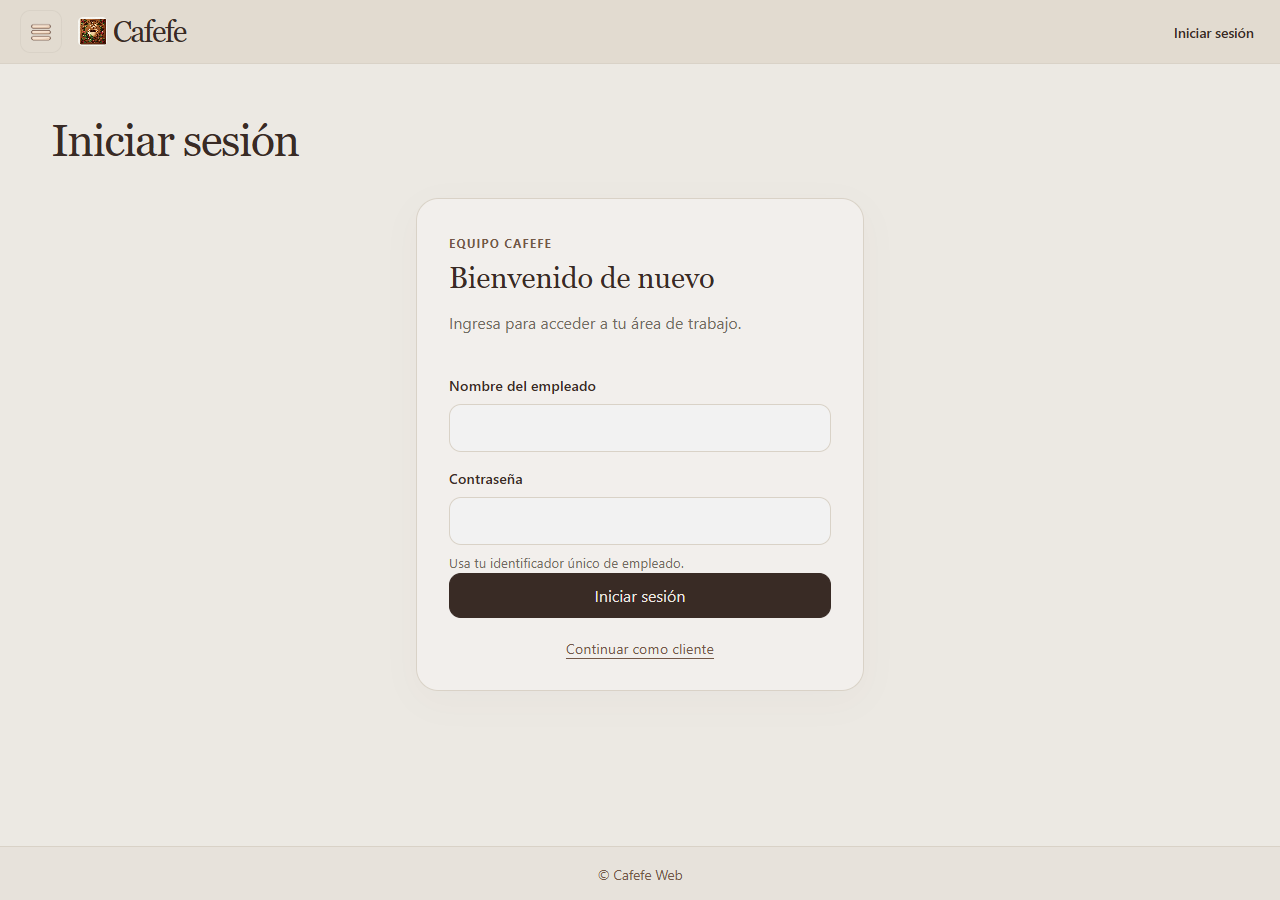 Cafefe
Iniciar sesión
Iniciar sesión
EQUIPO CAFEFE
Bienvenido de nuevo
Ingresa para acceder a tu área de trabajo.
Nombre del empleado
Contraseña
Usa tu identificador único de empleado.
Iniciar sesión
Continuar como cliente
© Cafefe Web